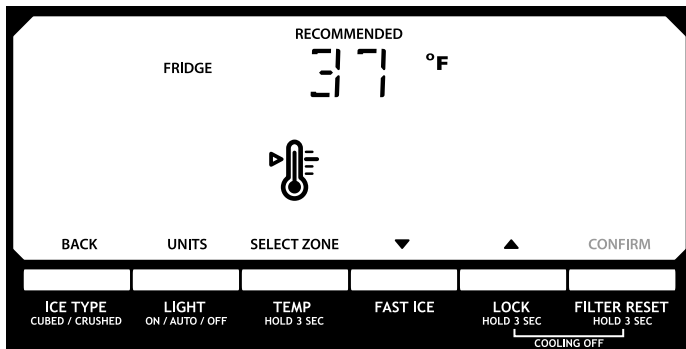 RECOMMENDED
FRIDGE 37 °F
BACK UNITS SELECT ZONE ▼ ▲ CONFIRM
ICE TYPE LIGHT TEMP FAST ICE LOCK FILTER RESET
CUBED / CRUSHED ON / AUTO / OFF HOLD 3 SEC HOLD 3 SEC HOLD 3 SEC
COOLING OFF